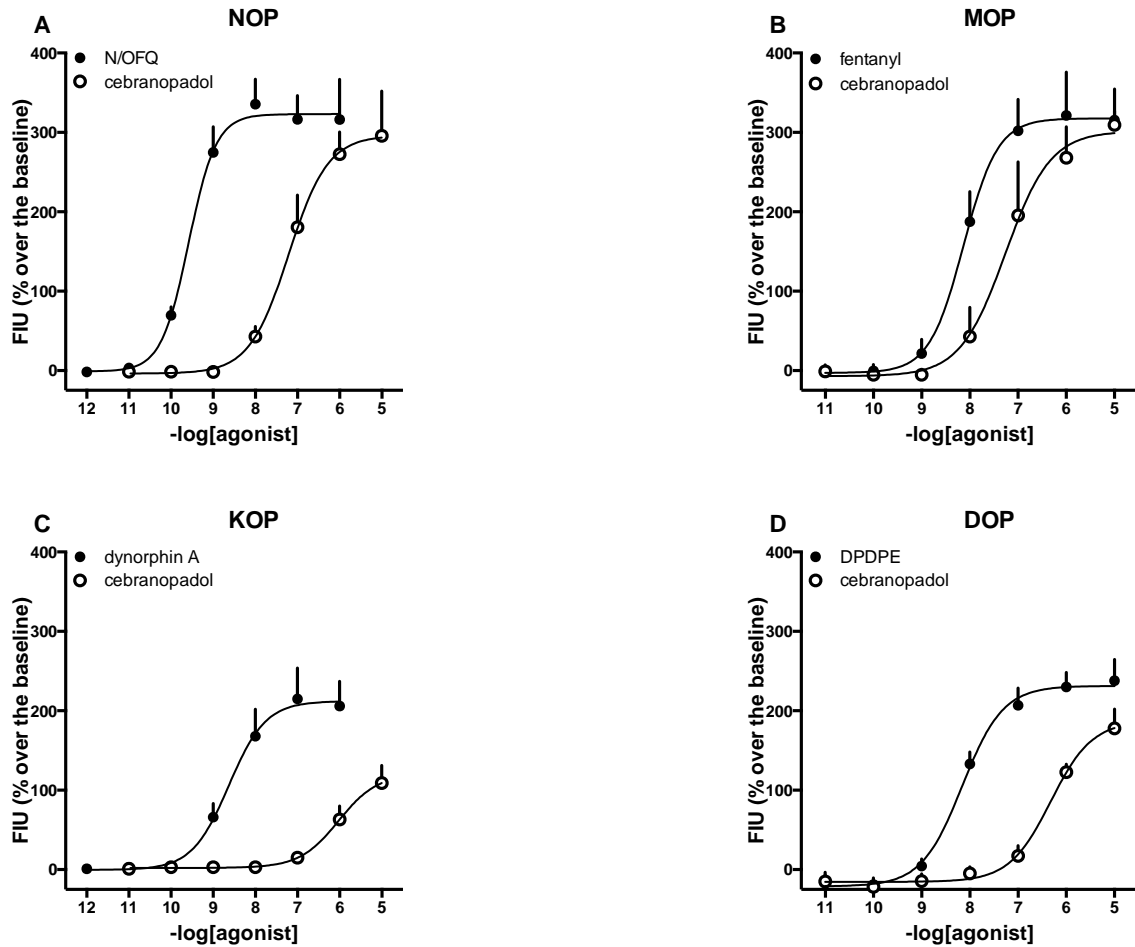 A
NOP
N/OFQ
cebranopadol
400
300
200
100
0
FIU (% over the baseline)
12 11 10 9 8 7 6 5
-log[agonist]
B
MOP
fentanyl
cebranopadol
400
300
200
100
0
FIU (% over the baseline)
11 10 9 8 7 6 5
-log[agonist]
C
KOP
dynorphin A
cebranopadol
400
300
200
100
0
FIU (% over the baseline)
12 11 10 9 8 7 6 5
-log[agonist]
D
DOP
DPDPE
cebranopadol
400
300
200
100
0
FIU (% over the baseline)
11 10 9 8 7 6 5
-log[agonist]